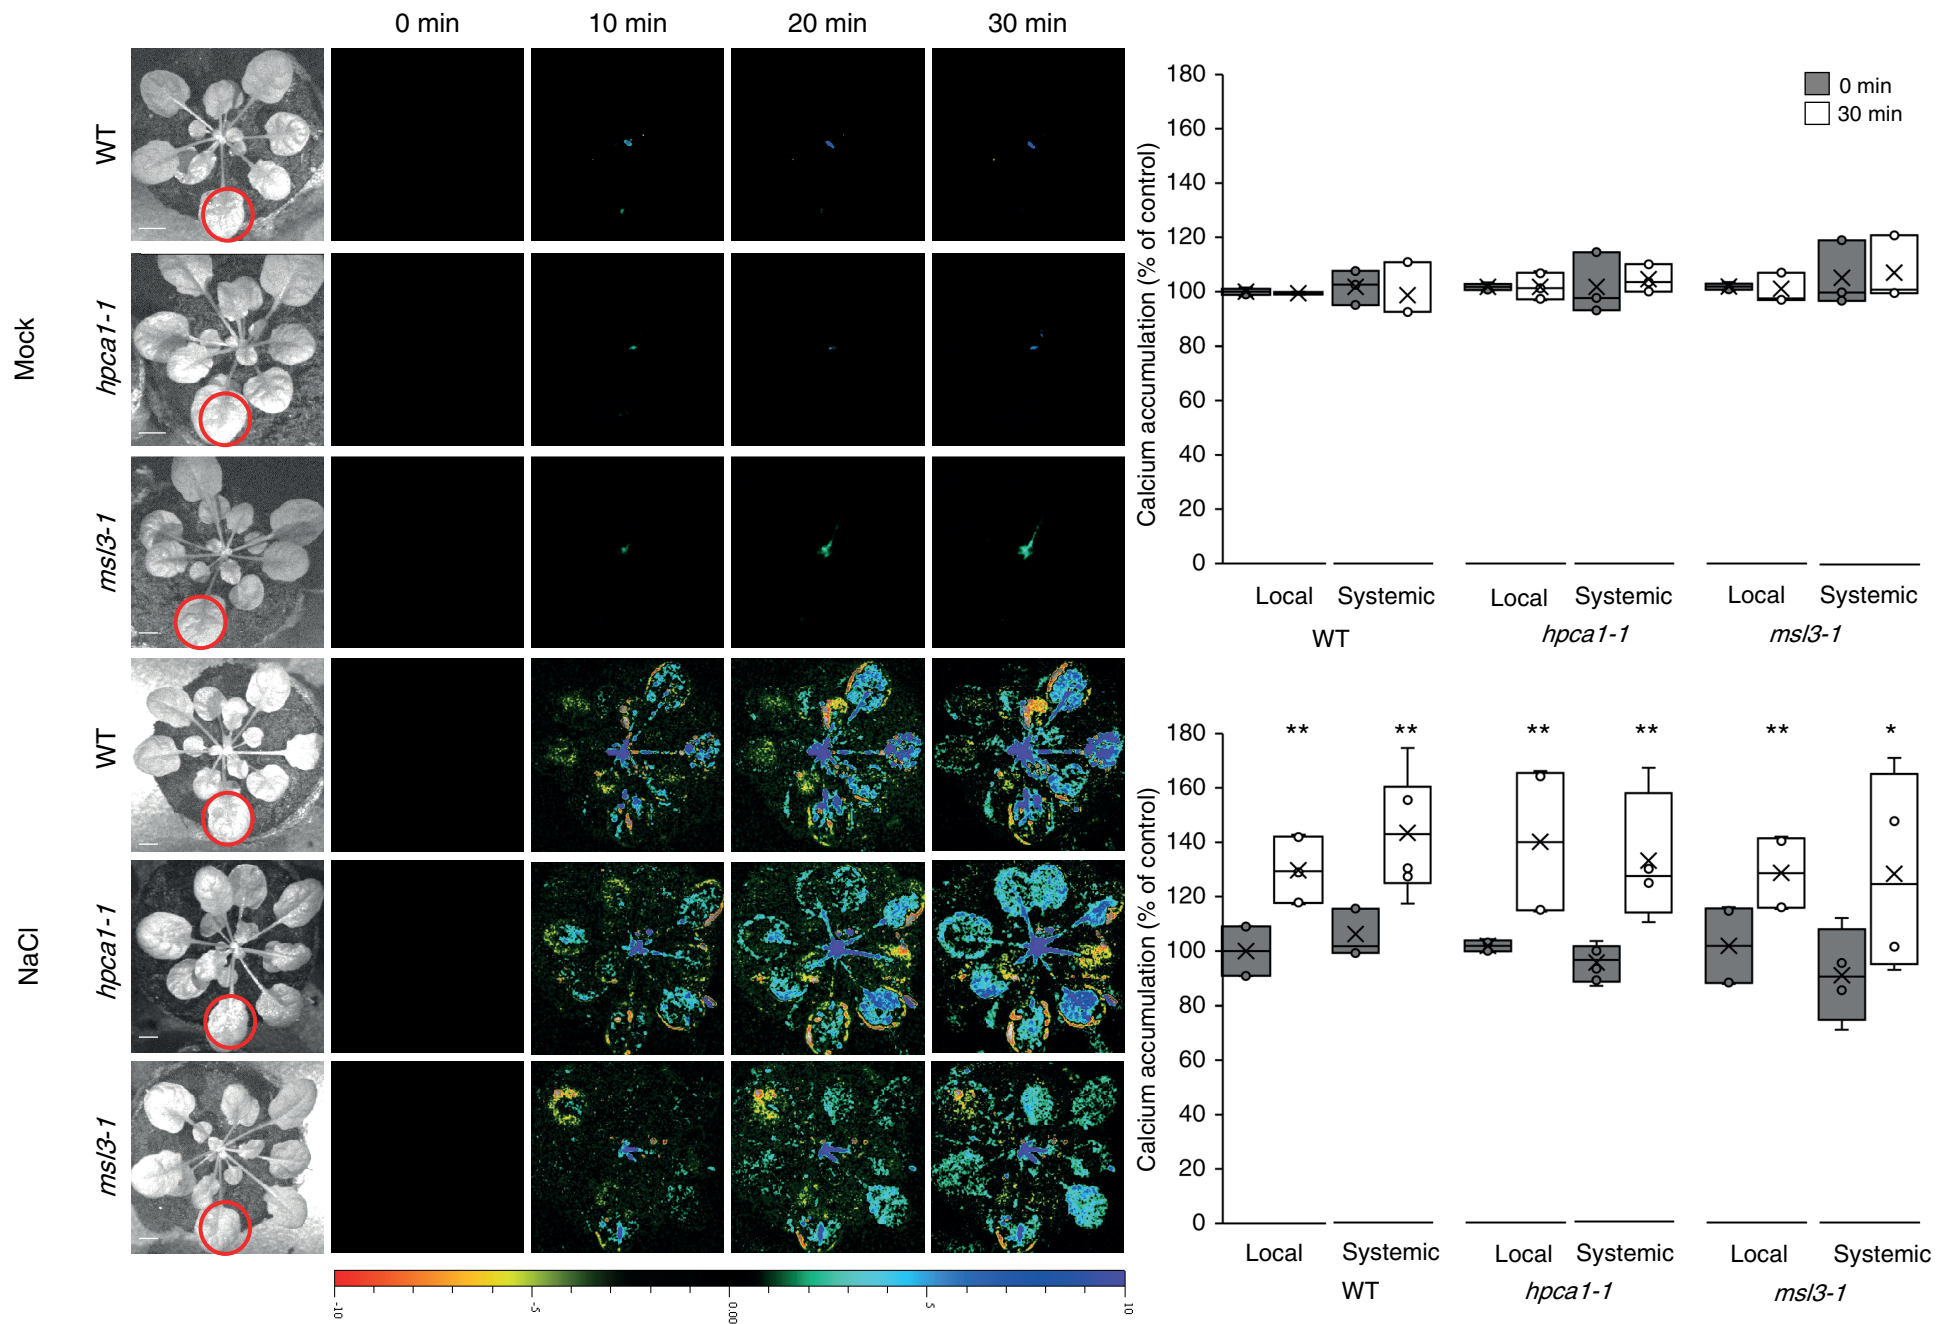 0 min
10 min
20 min
30 min
Mock
WT
hpca1-1
msl3-1
NaCl
WT
hpca1-1
msl3-1
-10
-5
0.00
5
10
Calcium accumulation (% of control)
180
160
140
120
100
80
60
40
20
0
0 min
30 min
Local Systemic
Local Systemic
Local Systemic
WT
hpca1-1
msl3-1
Calcium accumulation (% of control)
180
160
140
120
100
80
60
40
20
0
** ** ** ** ** *
Local Systemic
Local Systemic
Local Systemic
WT
hpca1-1
msl3-1